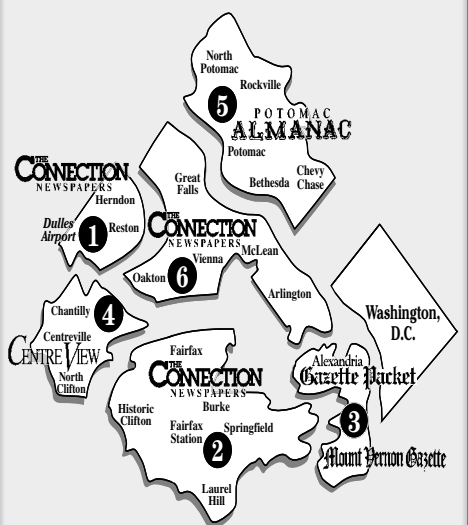 North
Potomac
Rockville
5
POTOMAC
ALMANAC
Potomac
Bethesda
Chevy
Chase
THE
CONNECTION
NEWSPAPERS
Herndon
Dulles
Airport
1
Reston
Great
Falls
THE
CONNECTION
NEWSPAPERS
Vienna
McLean
Oakton
6
Arlington
Chantilly
4
Centreville
CENTRE VIEW
North
Clifton
Washington,
D.C.
Fairfax
THE
CONNECTION
NEWSPAPERS
Burke
Historic
Clifton
Fairfax
Station
Springfield
2
Laurel
Hill
Alexandria
Gazette Packet
3
Mount Vernon Gazette